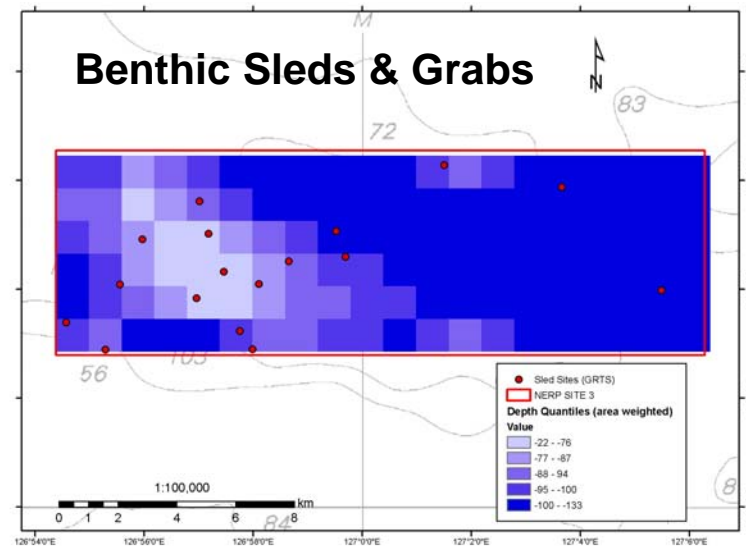 M
Benthic Sleds & Grabs
N
83
72
103
56
Sled Sites (GRTS)
NERP SITE 3
Depth Quantiles (area weighted)
Value
-22 - -76
-77 - -87
-88 - 94
-95 - -100
-100 - -133
1:100,000
km
0 1 2 4 6 8
84
8
126°54'0"E 126°56'0"E 126°58'0"E 127°0'0"E 127°2'0"E 127°4'0"E 127°6'0"E